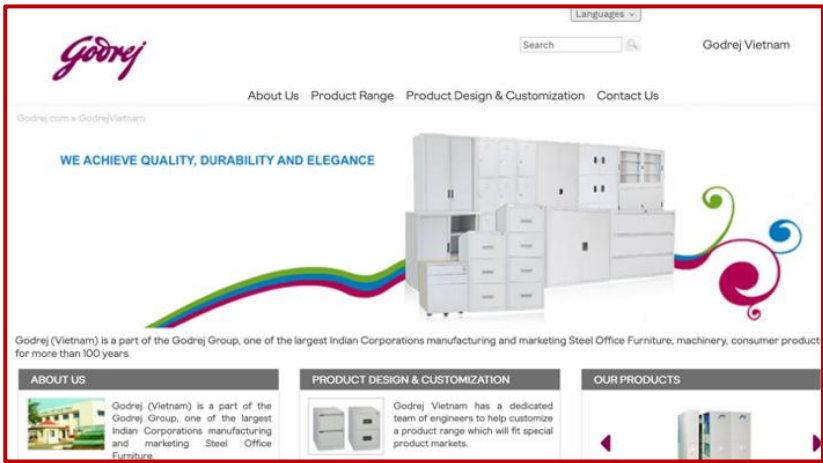 Languages
Godrej
Search
Godrej Vietnam
About Us Product Range Product Design & Customization Contact Us
Godrej.com » GodrejVietnam
WE ACHIEVE QUALITY, DURABILITY AND ELEGANCE
Godrej (Vietnam) is a part of the Godrej Group, one of the largest Indian Corporations manufacturing and marketing Steel Office Furniture, machinery, consumer product
for more than 100 years.
ABOUT US
Godrej (Vietnam) is a part of the
Godrej Group, one of the largest
Indian Corporations manufacturing
and marketing Steel Office
Furniture.
PRODUCT DESIGN & CUSTOMIZATION
Godrej Vietnam has a dedicated
team of engineers to help customize
a product range which will fit special
product markets.
OUR PRODUCTS